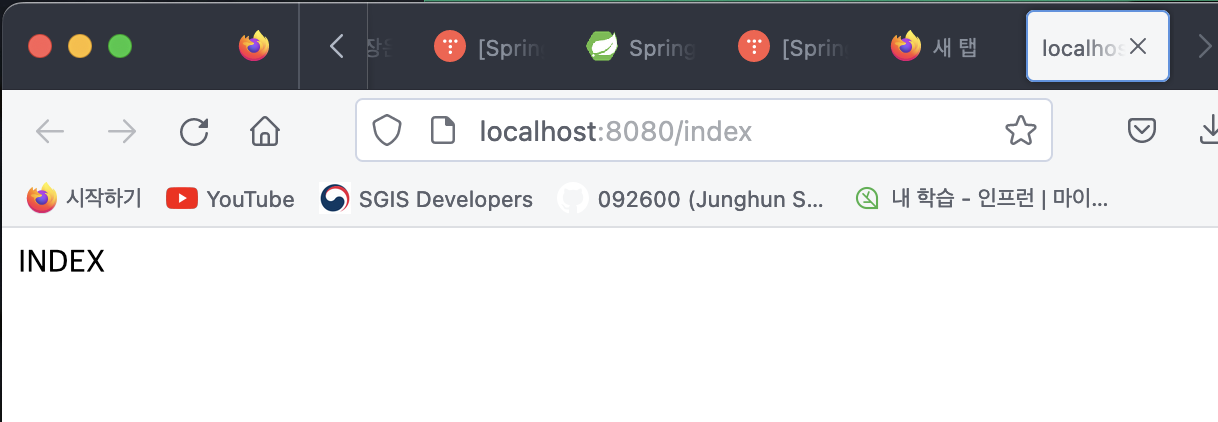 [Spring
Spring
[Spring
새 탭
localhos
localhost:8080/index
시작하기
YouTube
SGIS Developers
092600 (Junghun S...
내 학습 - 인프런 | 마이...
INDEX